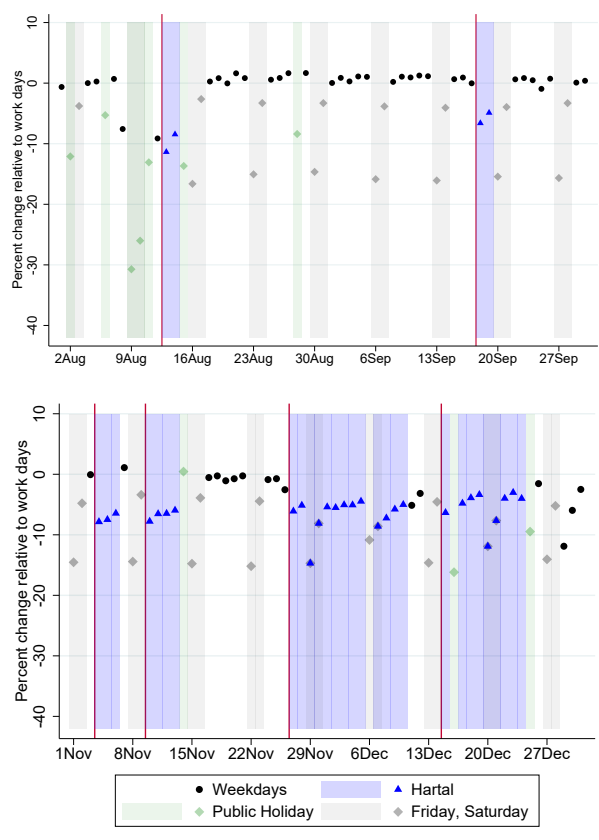 Percent change relative to work days
10
0
-10
-20
-30
-40
2Aug 9Aug 16Aug 23Aug 30Aug 6Sep 13Sep 20Sep 27Sep
Percent change relative to work days
10
0
-10
-20
-30
-40
1Nov 8Nov 15Nov 22Nov 29Nov 6Dec 13Dec 20Dec 27Dec
Weekdays Hartal
Public Holiday Friday, Saturday